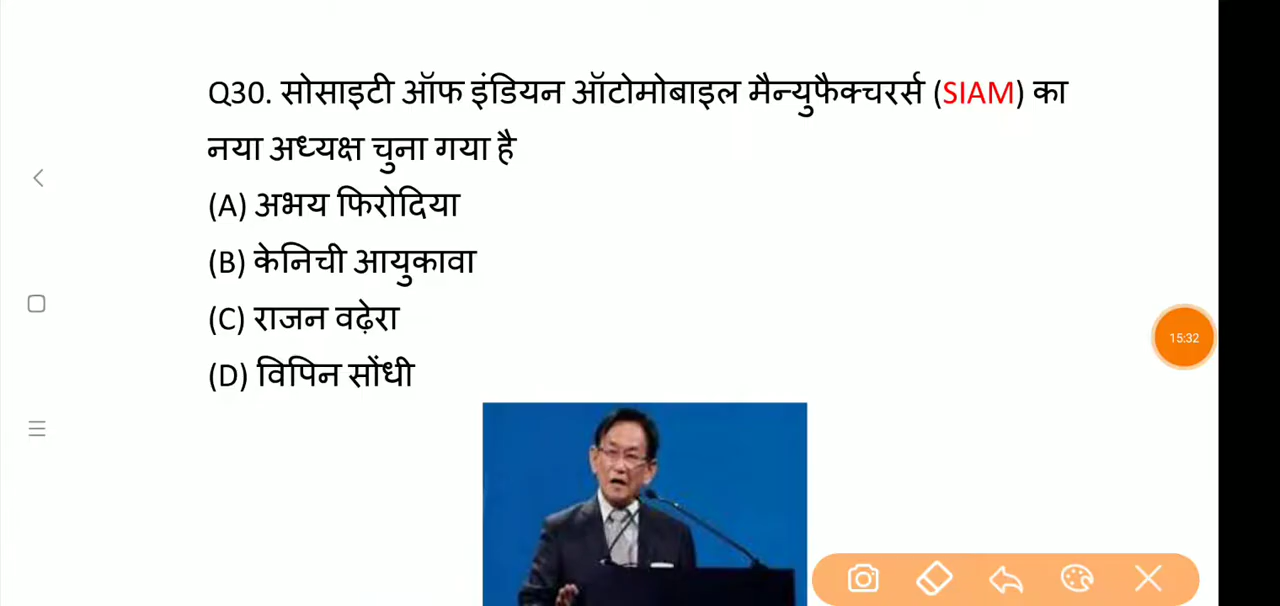 Q30. सोसाइटी ऑफ इंडियन ऑटोमोबाइल मैन्युफैक्चरर्स (SIAM) का
नया अध्यक्ष चुना गया है
(A) अभय फिरोदिया
(B) केनिची आयुकावा
(C) राजन वढ़ेरा
(D) विपिन सोंधी
15:32